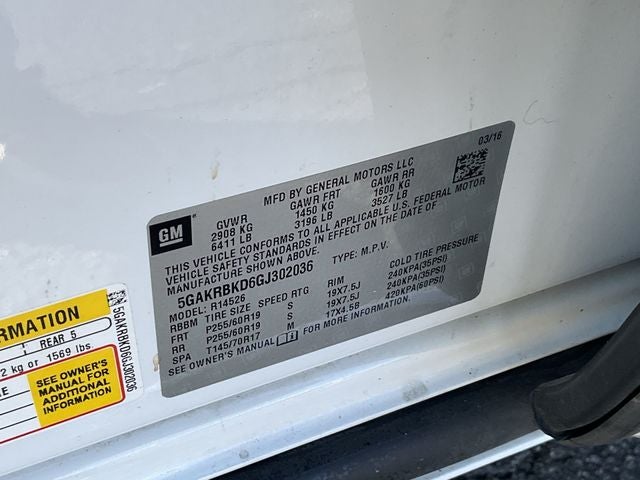 03/16
MFD BY GENERAL MOTORS LLC
GVWR GAWR FRT GAWR RR
2908 KG 1450 KG 1600 KG
6411 LB 3196 LB 3527 LB
GM
THIS VEHICLE CONFORMS TO ALL APPLICABLE U.S. FEDERAL MOTOR
VEHICLE SAFETY STANDARDS IN EFFECT ON THE DATE OF
MANUFACTURE SHOWN ABOVE.
5GAKRBKD6GJ302036 TYPE: M.P.V.
MODEL: R14526
RBBM TIRE SIZE SPEED RTG RIM COLD TIRE PRESSURE
FRT P255/60R19 S 19X7.5J 240KPA(35PSI)
RR P255/60R19 S 19X7.5J 240KPA(35PSI)
SPA T145/70R17 M 17X4.5B 420KPA(60PSI)
SEE OWNER'S MANUAL FOR MORE INFORMATION.
RMATION
REAR 5
2 kg or 1569 lbs.
RE
SEE OWNER'S
MANUAL FOR
ADDITIONAL
INFORMATION
5GAKRBKD6GJ302036